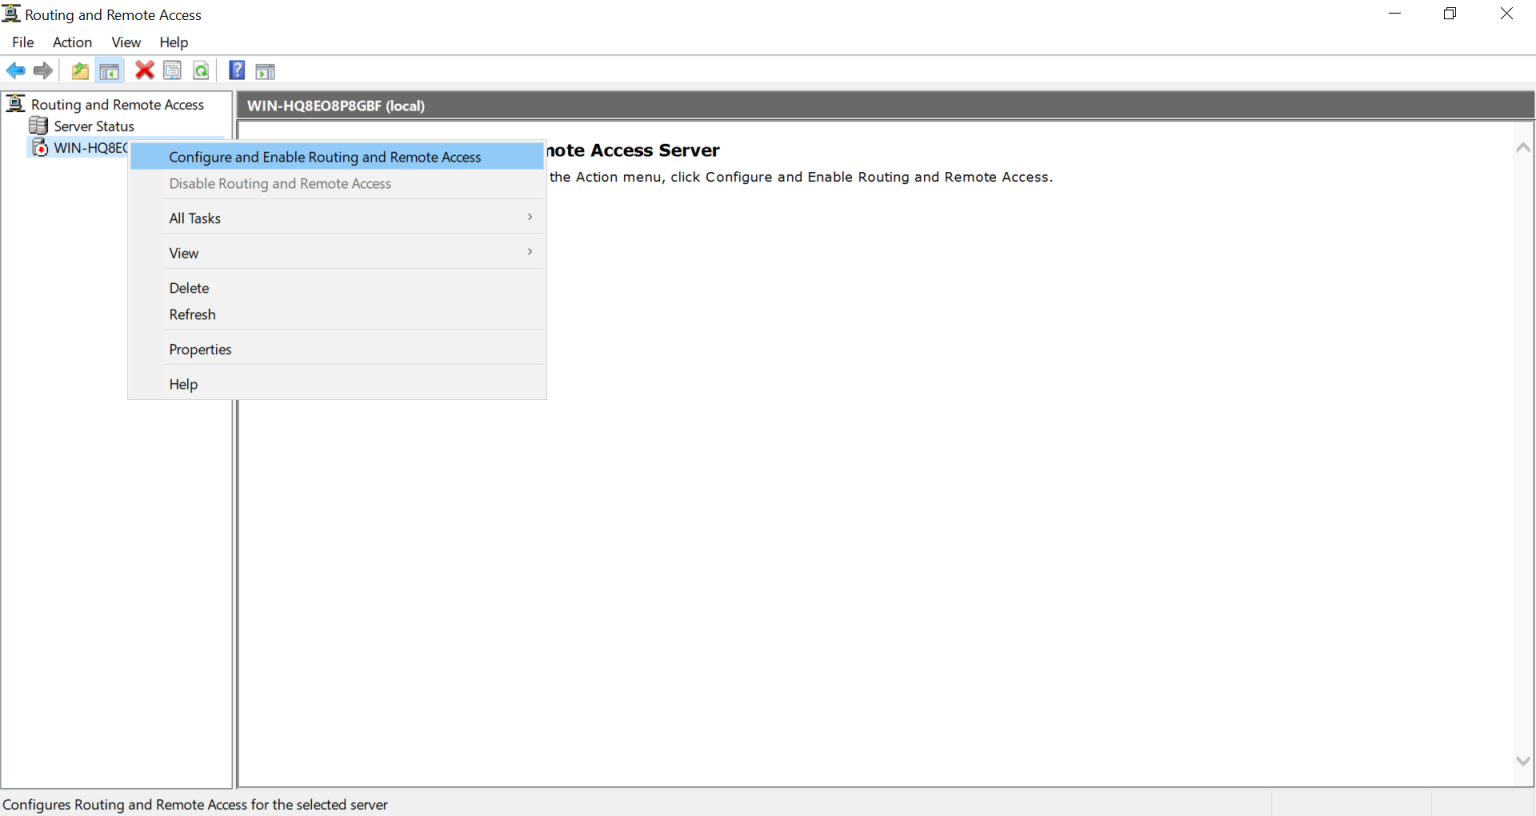 Routing and Remote Access
File Action View Help
Routing and Remote Access
Server Status
WIN-HQ8EO8P8GBF (local)
Configure and Enable Routing and Remote Access
Disable Routing and Remote Access
All Tasks
View
Delete
Refresh
Properties
Help
Access Server
the Action menu, click Configure and Enable Routing and Remote Access.
Configures Routing and Remote Access for the selected server